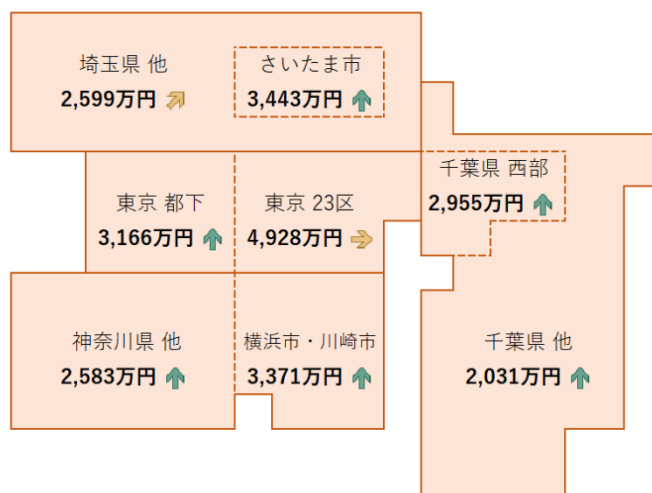 埼玉県 他
2,599万円
さいたま市
3,443万円
千葉県 西部
2,955万円
東京 都下
3,166万円
東京 23区
4,928万円
神奈川県 他
2,583万円
横浜市・川崎市
3,371万円
千葉県 他
2,031万円